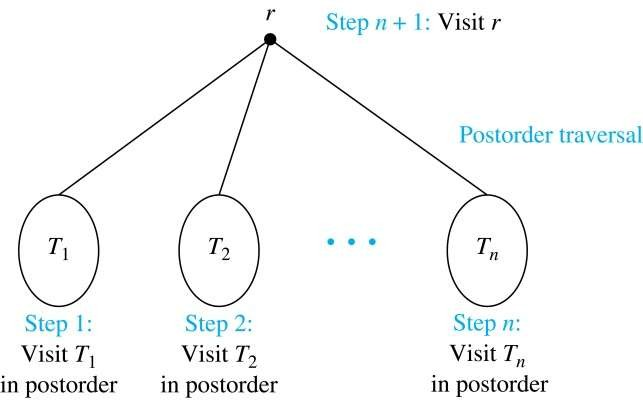 r
Step n + 1: Visit r
Postorder traversal
T1
T2
. . .
Tn
Step 1:
Visit T1
in postorder
Step 2:
Visit T2
in postorder
Step n:
Visit Tn
in postorder